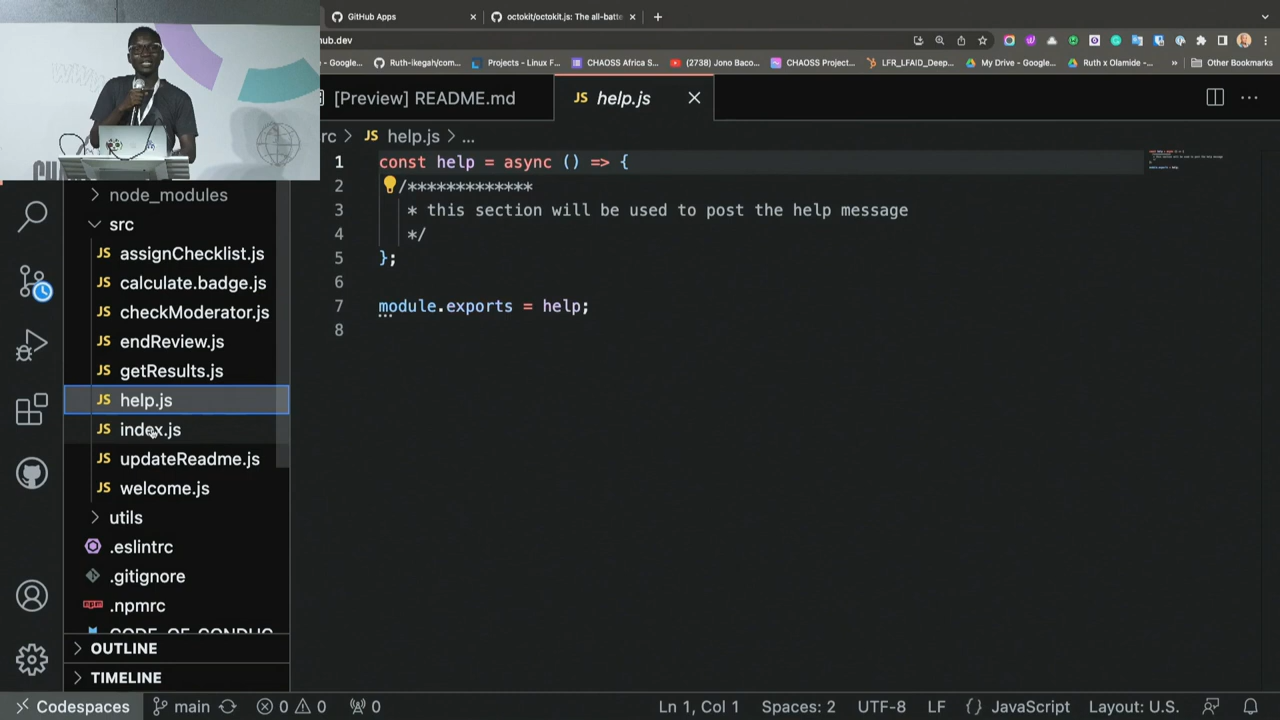 GitHub Apps
octokit/octokit.js: The all-batte
hub.dev
- Google...
Ruth-ikegah/com...
Projects - Linux F...
CHAOSS Africa S...
(2738) Jono Baco...
CHAOSS Project...
LFR_LFAID_Deep...
My Drive - Google...
Ruth x Olamide -...
»
Other Bookmarks
[Preview] README.md
JS help.js
rc > JS help.js > ...
1 const help = async () => {
2 /*************
3 * this section will be used to post the help message
4 */
5 };
6
7 module.exports = help;
8
node_modules
src
JS assignChecklist.js
JS calculate.badge.js
JS checkModerator.js
JS endReview.js
JS getResults.js
JS help.js
JS index.js
JS updateReadme.js
JS welcome.js
utils
.eslintrc
.gitignore
npm .npmrc
CODE_OF_CONDUC
OUTLINE
TIMELINE
Codespaces
main
0 0
0
Ln 1, Col 1
Spaces: 2
UTF-8
LF
{} JavaScript
Layout: U.S.